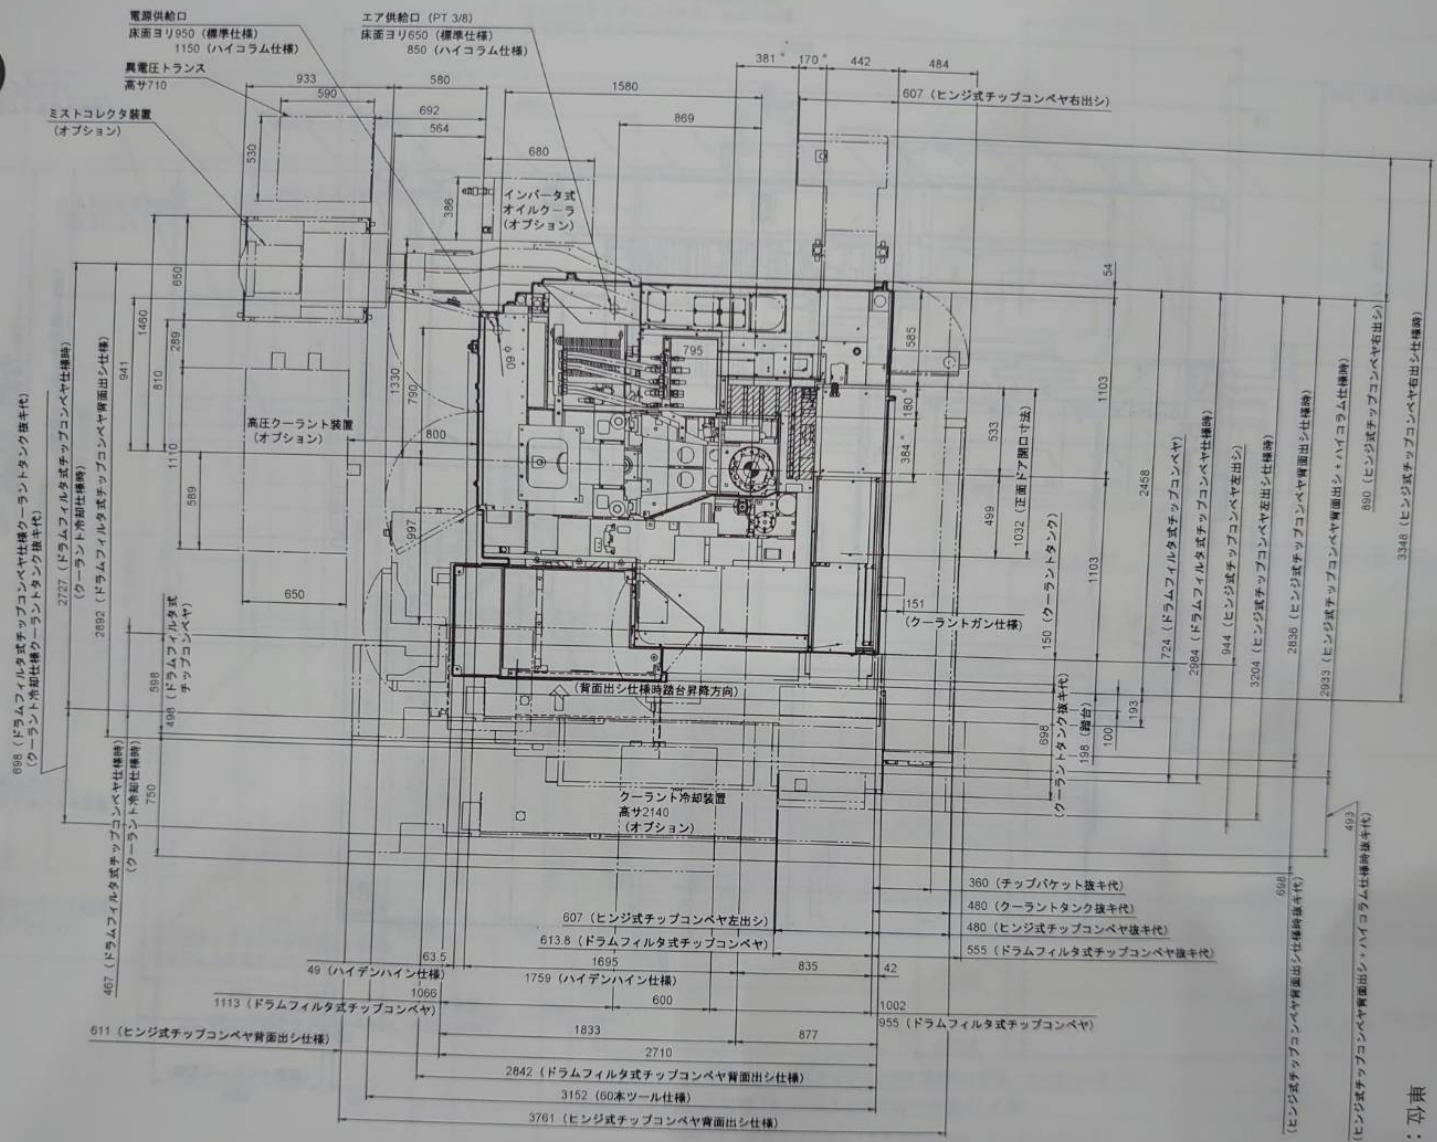 電源供給口
床面ヨリ950 (標準仕様)
1150 (ハイコラム仕様)
エア供給口 (PT 3/8)
床面ヨリ650 (標準仕様)
850 (ハイコラム仕様)
異電圧トランス
高サ710
ミストコレクタ装置
(オプション)
933
580
590
692
564
1580
869
680
381 *
170 *
442
484
607 (ヒンジ式チップコンベヤ右出シ)
530
386
インバータ式
オイルクーラ
(オプション)
54
650
1460
941
810
289
1330
790
φ60
795
585
180 *
384 *
533
499
1032 (正面ドア開口寸法)
1103
1103
2458
高圧クーラント装置
(オプション)
800
1110
589
997
650
151
(クーラントガン仕様)
150 (クーラントタンク)
724 (ドラムフィルタ式チップコンベヤ)
2984 (ドラムフィルタ式チップコンベヤ仕様時)
944 (ヒンジ式チップコンベヤ左出シ)
3204 (ヒンジ式チップコンベヤ左出シ仕様時)
2836 (ヒンジ式チップコンベヤ背面出シ仕様時)
2933 (ヒンジ式チップコンベヤ背面出シ+ハイコラム仕様時)
890 (ヒンジ式チップコンベヤ右出シ)
3348 (ヒンジ式チップコンベヤ右出シ仕様時)
698 (ドラムフィルタ式チップコンベヤ仕様クーラントタンク抜キ代)
(クーラント冷却仕様クーラントタンク抜キ代)
2727 (ドラムフィルタ式チップコンベヤ仕様時)
(クーラント冷却仕様時)
2892 (ドラムフィルタ式チップコンベヤ背面出シ仕様)
598
498 (ドラムフィルタ式
チップコンベヤ)
750
467 (ドラムフィルタ式チップコンベヤ仕様時)
(クーラント冷却仕様時)
(背面出シ仕様時踏台昇降方向)
698
(クーラントタンク抜キ代)
198 (踏台)
100
193
クーラント冷却装置
高サ2140
(オプション)
493
(ヒンジ式チップコンベヤ背面出シ+ハイコラム仕様時抜キ代)
698
(ヒンジ式チップコンベヤ背面出シ仕様時抜キ代)
360 (チップバケット抜キ代)
480 (クーラントタンク抜キ代)
480 (ヒンジ式チップコンベヤ抜キ代)
555 (ドラムフィルタ式チップコンベヤ抜キ代)
607 (ヒンジ式チップコンベヤ左出シ)
613.8 (ドラムフィルタ式チップコンベヤ)
63.5
49 (ハイデンハイン仕様)
1695
1759 (ハイデンハイン仕様)
835
42
1066
1113 (ドラムフィルタ式チップコンベヤ)
600
1002
955 (ドラムフィルタ式チップコンベヤ)
611 (ヒンジ式チップコンベヤ背面出シ仕様)
1833
877
2710
2842 (ドラムフィルタ式チップコンベヤ背面出シ仕様)
3152 (60本ツール仕様)
3761 (ヒンジ式チップコンベヤ背面出シ仕様)
単位: